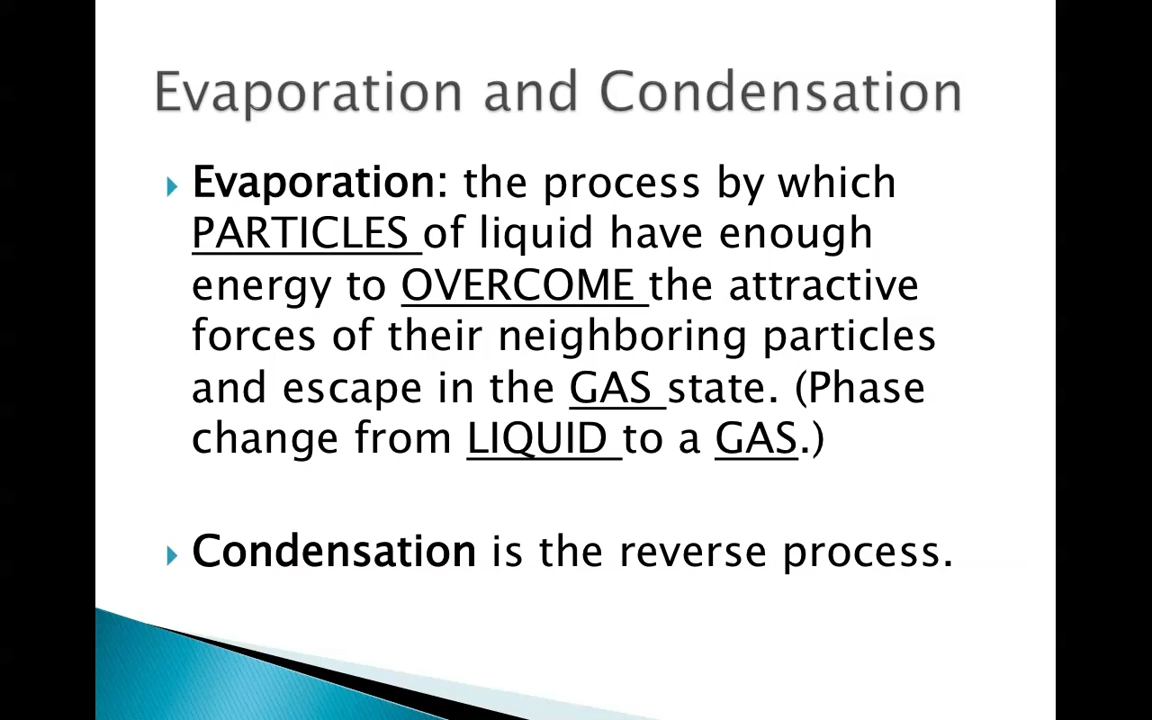 Evaporation and Condensation
Evaporation: the process by which
PARTICLES of liquid have enough
energy to OVERCOME the attractive
forces of their neighboring particles
and escape in the GAS state. (Phase
change from LIQUID to a GAS.)
Condensation is the reverse process.